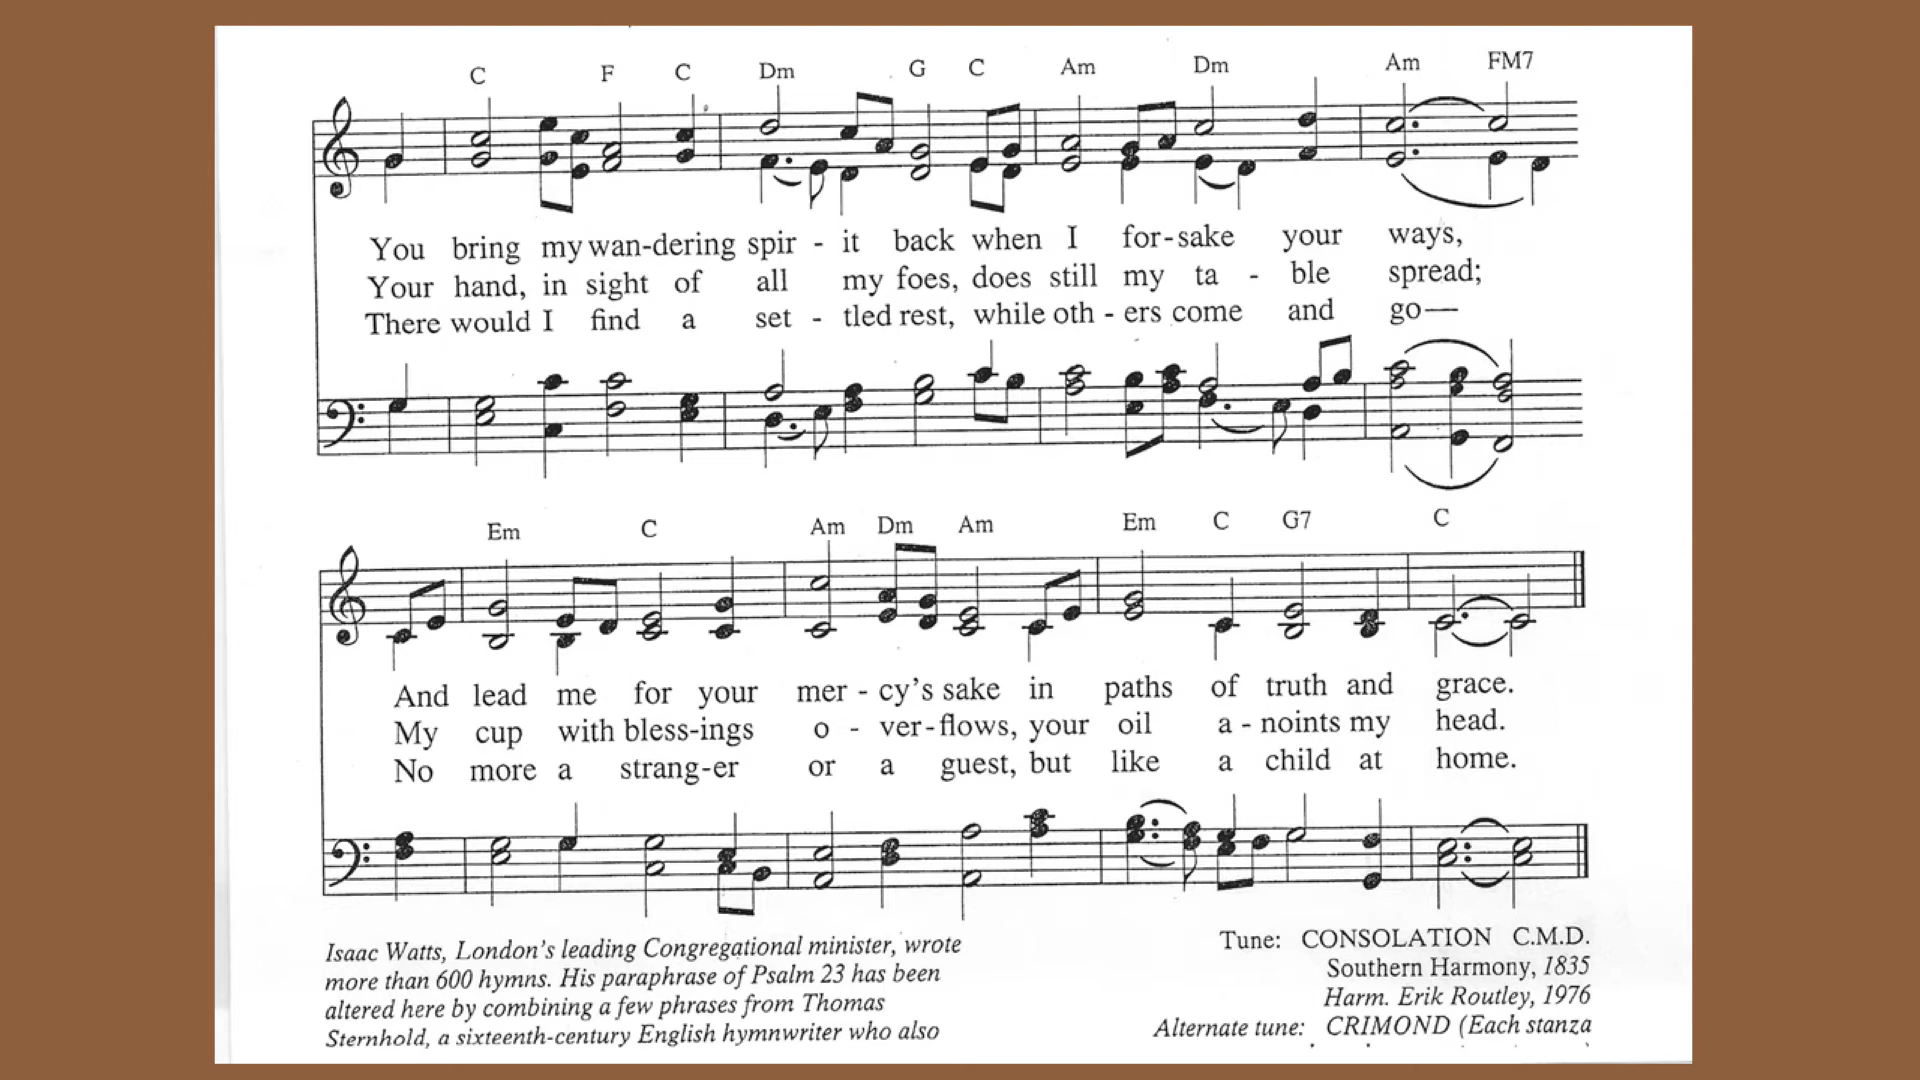 C F C Dm G C Am Dm Am FM7
You bring my wan-dering spir - it back when I for-sake your ways,
Your hand, in sight of all my foes, does still my ta - ble spread;
There would I find a set - tled rest, while oth - ers come and go—
Em C Am Dm Am Em C G7 C
And lead me for your mer - cy's sake in paths of truth and grace.
My cup with bless-ings o - ver-flows, your oil a - noints my head.
No more a strang-er or a guest, but like a child at home.
Isaac Watts, London's leading Congregational minister, wrote
more than 600 hymns. His paraphrase of Psalm 23 has been
altered here by combining a few phrases from Thomas
Sternhold, a sixteenth-century English hymnwriter who also
Tune: CONSOLATION C.M.D.
Southern Harmony, 1835
Harm. Erik Routley, 1976
Alternate tune: CRIMOND (Each stanza